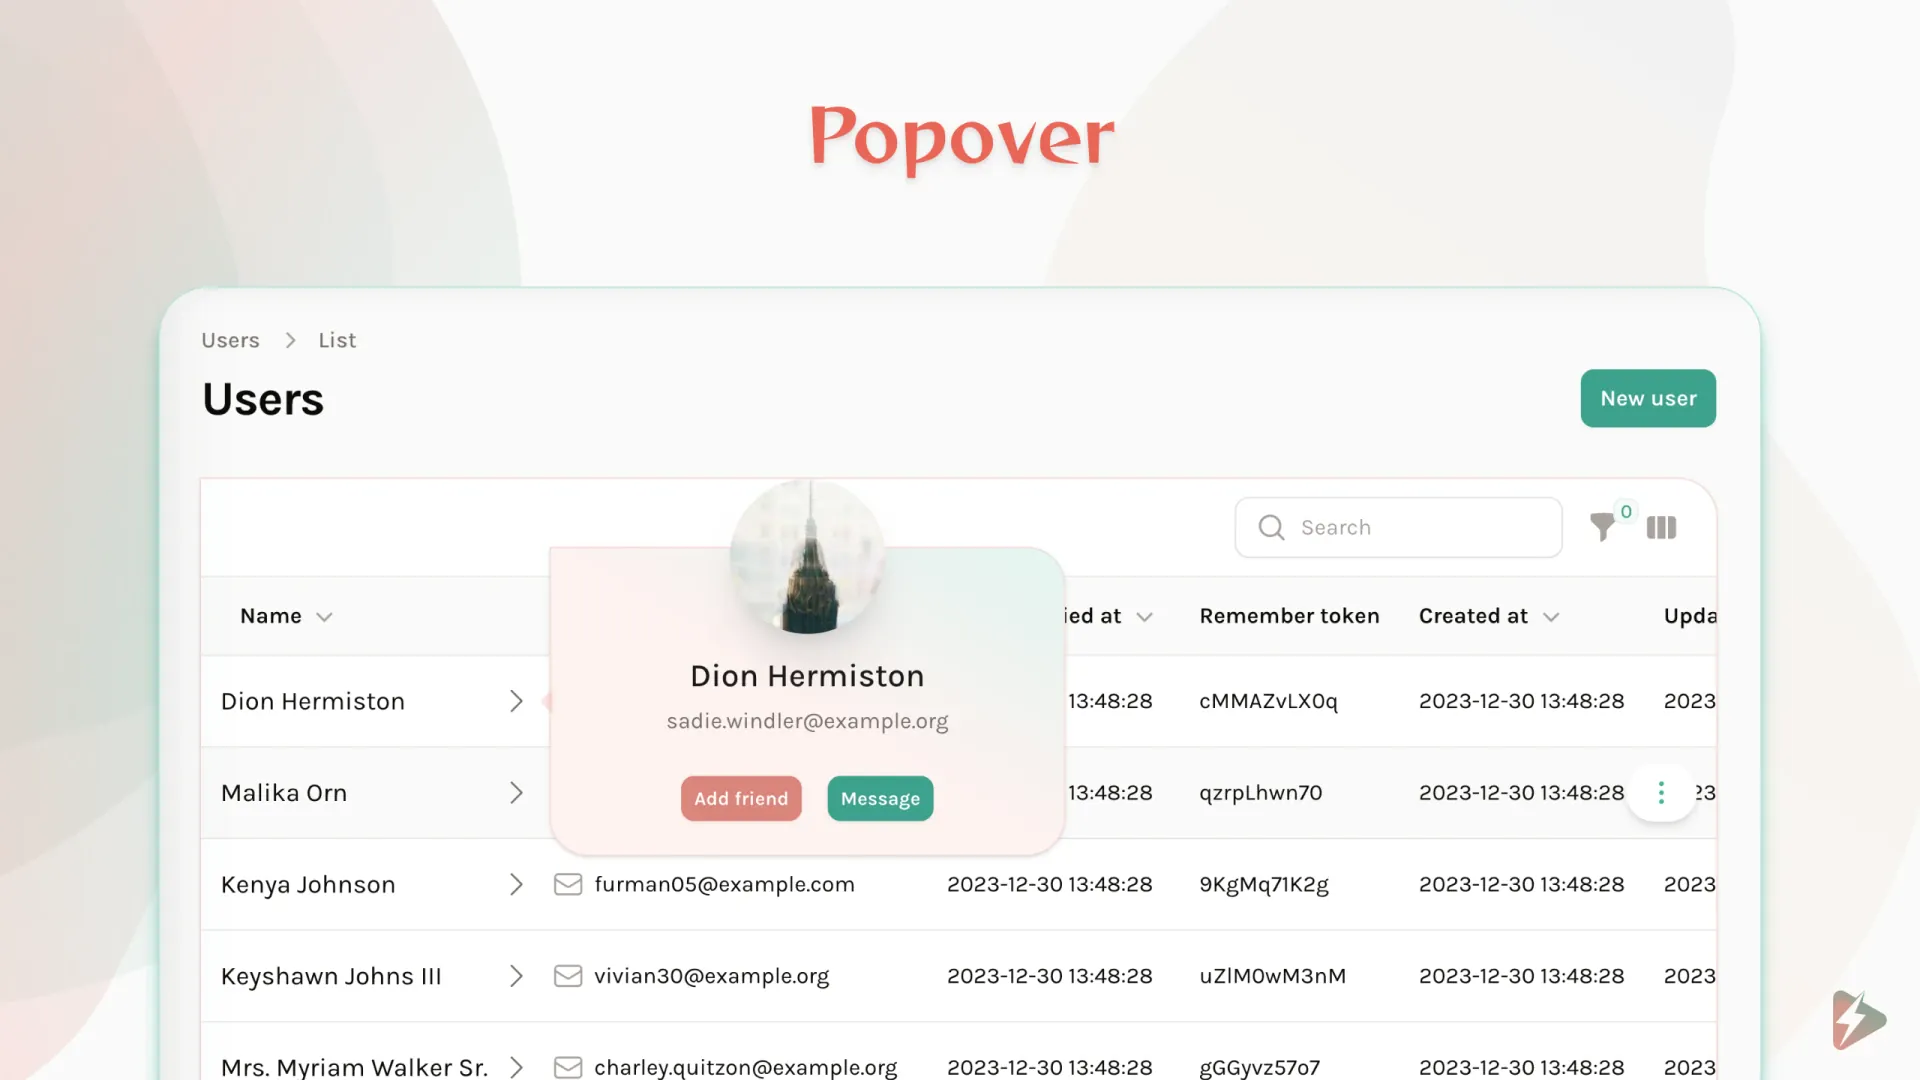 Popover
Users > List
Users
New user
Search
0
Name
ied at
Remember token
Created at
Upda
Dion Hermiston
13:48:28
cMMAZvLX0q
2023-12-30 13:48:28
2023
Dion Hermiston
sadie.windler@example.org
Add friend
Message
Malika Orn
13:48:28
qzrpLhwn70
2023-12-30 13:48:28
23
Kenya Johnson
furman05@example.com
2023-12-30 13:48:28
9KgMq71K2g
2023-12-30 13:48:28
2023
Keyshawn Johns III
vivian30@example.org
2023-12-30 13:48:28
uZlM0wM3nM
2023-12-30 13:48:28
2023
Mrs. Myriam Walker Sr.
charley.quitzon@example.org
2023-12-30 13:48:28
gGGyvz57o7
2023-12-30 13:48:28
2023